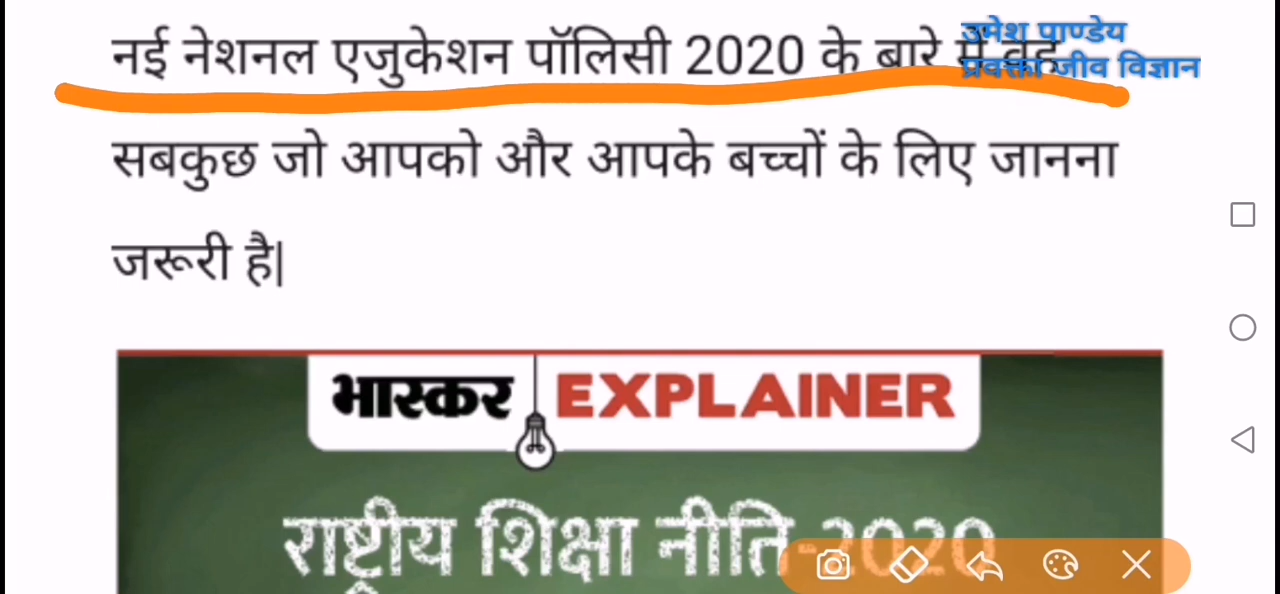 नई नेशनल एजुकेशन पॉलिसी 2020 के बारे में वह
उमेश पाण्डेय
प्रवक्ता जीव विज्ञान
सबकुछ जो आपको और आपके बच्चों के लिए जानना
जरूरी है|
भास्कर EXPLAINER
राष्ट्रीय शिक्षा नीति-2020